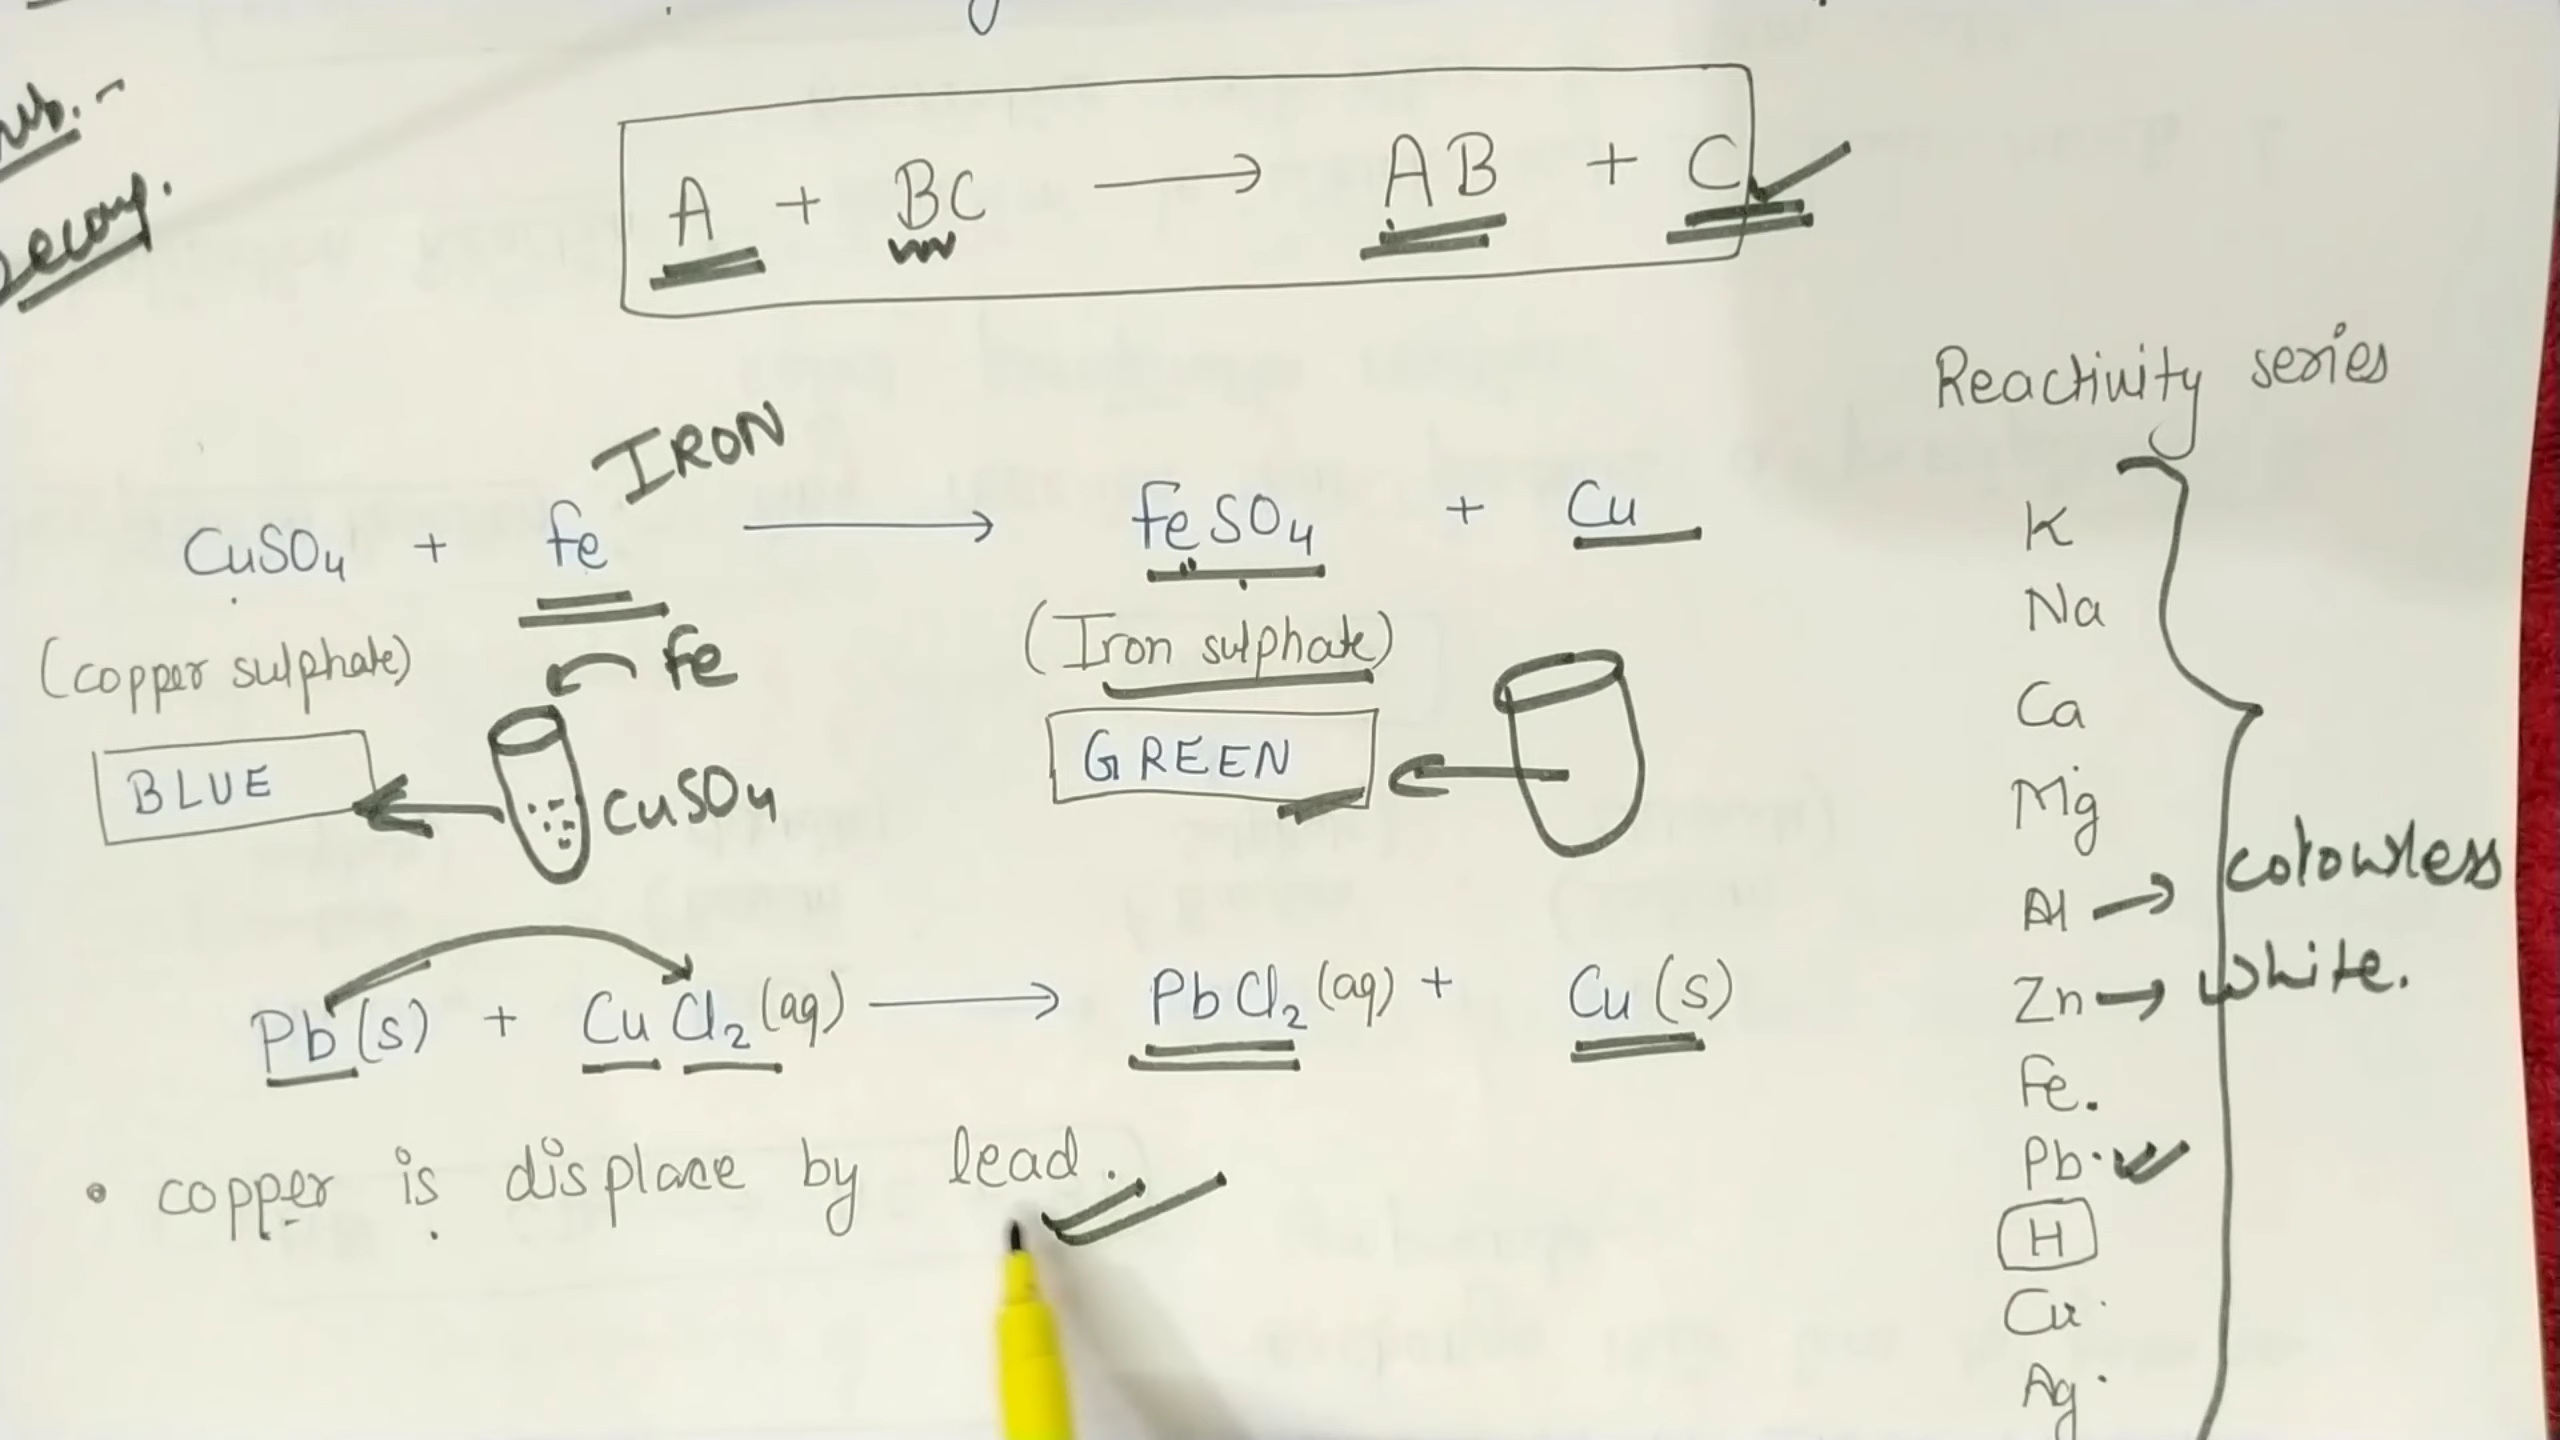 A + BC → AB + C
Reactivity series
IRON
CuSO4 + Fe → FeSO4 + Cu
(copper sulphate)
Fe
(Iron sulphate)
BLUE
CuSO4
GREEN
Pb(s) + CuCl2(aq) → PbCl2(aq) + Cu(s)
• copper is displace by lead.
K
Na
Ca
Mg
Al → colourless
Zn → white.
Fe.
Pb.
H
Cu
Ag